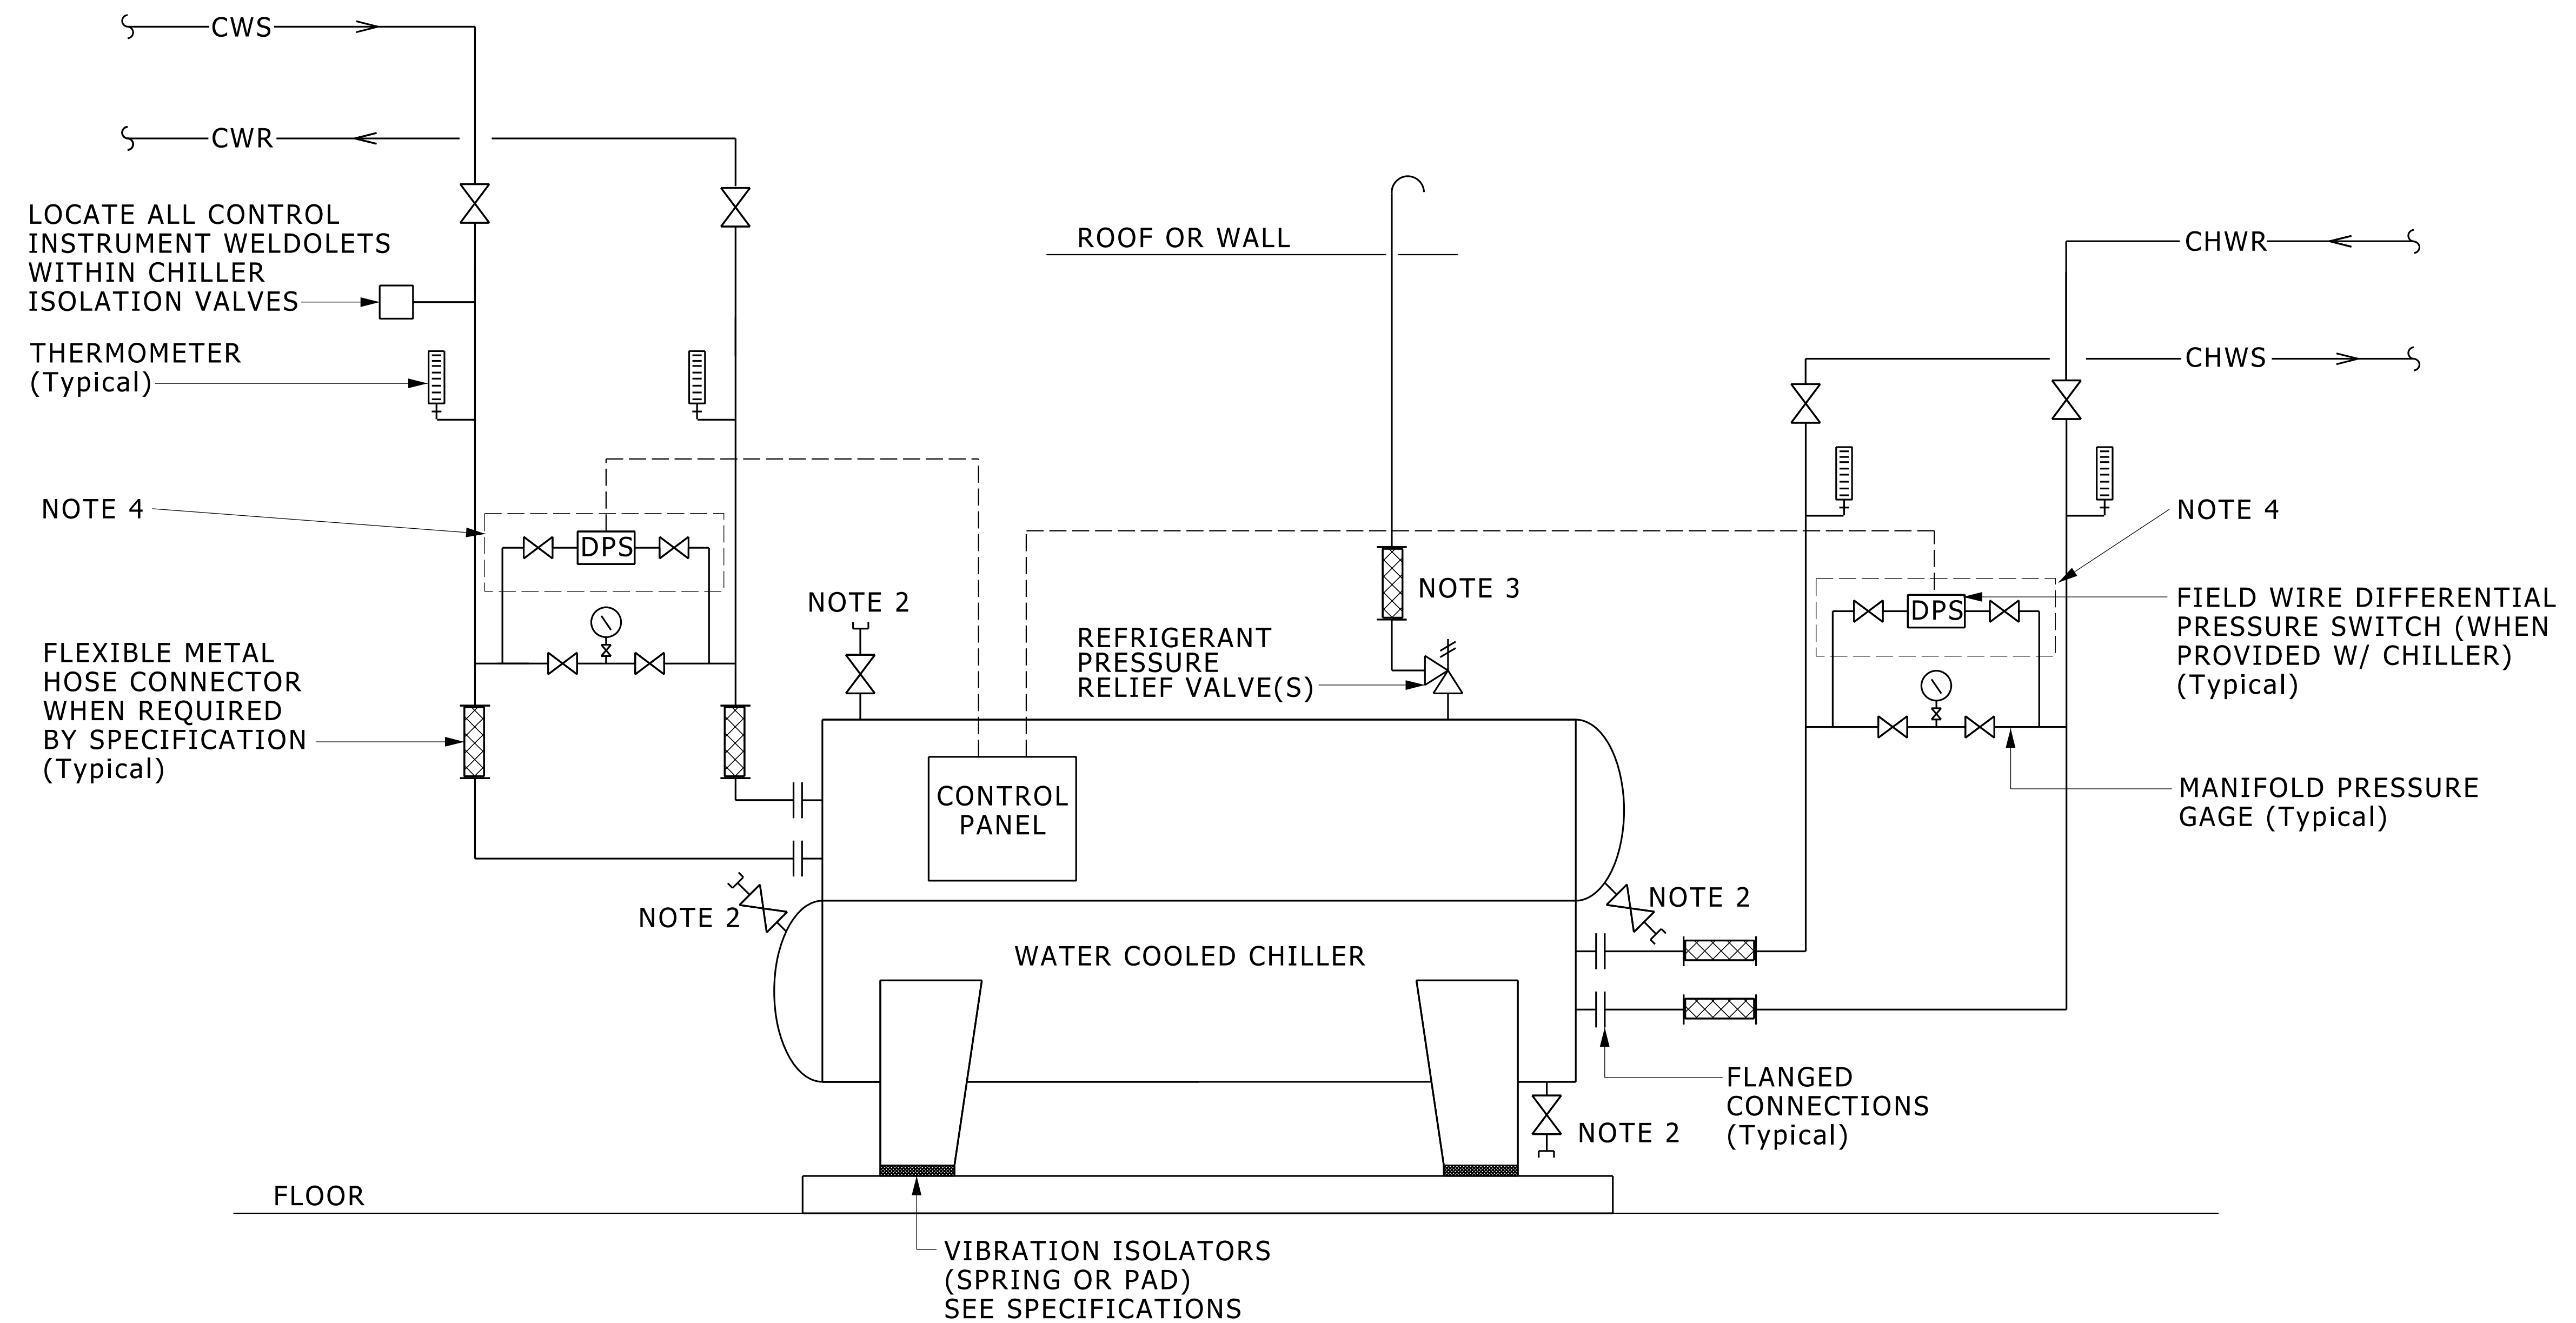 CWS
CWR
LOCATE ALL CONTROL
INSTRUMENT WELDOLETS
WITHIN CHILLER
ISOLATION VALVES
THERMOMETER
(Typical)
NOTE 4
DPS
FLEXIBLE METAL
HOSE CONNECTOR
WHEN REQUIRED
BY SPECIFICATION
(Typical)
ROOF OR WALL
NOTE 2
NOTE 3
REFRIGERANT
PRESSURE
RELIEF VALVE(S)
CONTROL
PANEL
NOTE 2
NOTE 2
WATER COOLED CHILLER
CHWR
CHWS
NOTE 4
DPS
FIELD WIRE DIFFERENTIAL
PRESSURE SWITCH (WHEN
PROVIDED W/ CHILLER)
(Typical)
MANIFOLD PRESSURE
GAGE (Typical)
FLANGED
CONNECTIONS
(Typical)
NOTE 2
FLOOR
VIBRATION ISOLATORS
(SPRING OR PAD)
SEE SPECIFICATIONS